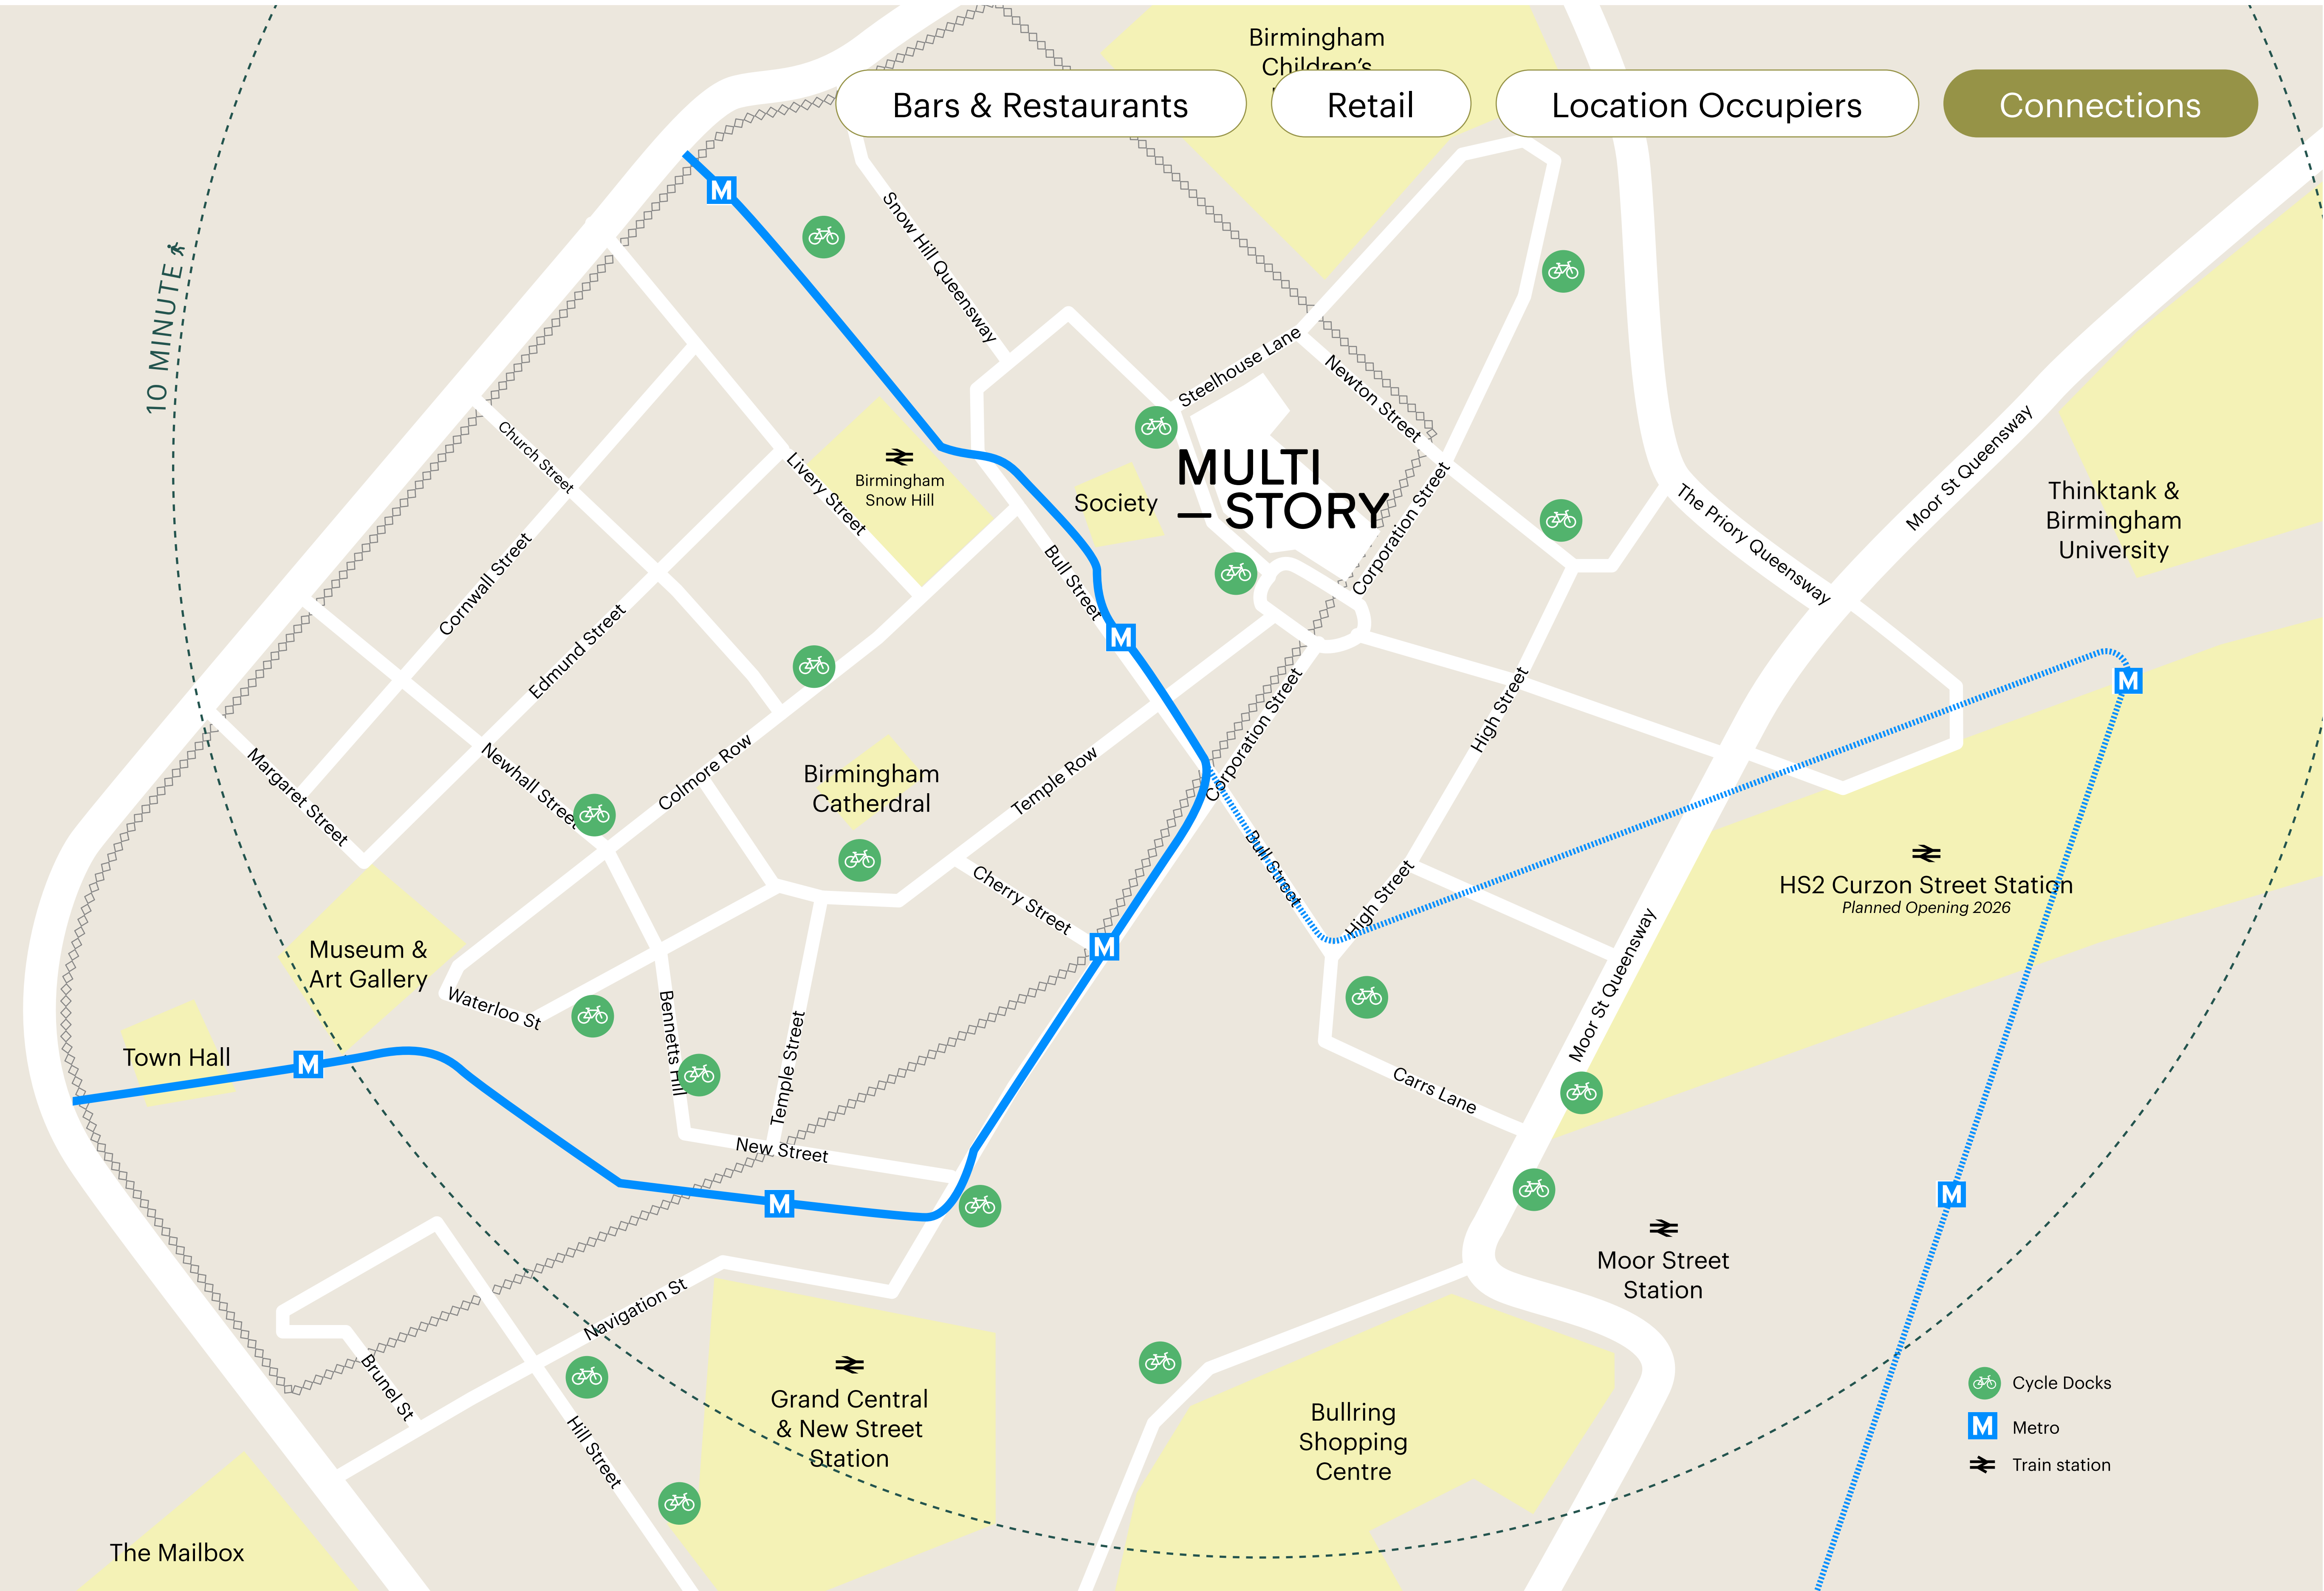 Birmingham
Children's
Bars & Restaurants
Retail
Location Occupiers
Connections
M
10 MINUTE
Snow Hill Queensway
Steelhouse Lane
Newton Street
Church Street
Livery Street
Birmingham
Snow Hill
Society
MULTI
— STORY
Corporation Street
The Priory Queensway
Moor St Queensway
Thinktank &
Birmingham
University
Cornwall Street
Edmund Street
Bull Street
M
M
Corporation Street
High Street
Margaret Street
Newhall Street
Colmore Row
Birmingham
Catherdral
Temple Row
Bull Street
High Street
Cherry Street
HS2 Curzon Street Station
Planned Opening 2026
M
Museum &
Art Gallery
Waterloo St
Bennetts Hill
Temple Street
Moor St Queensway
Town Hall
M
Carrs Lane
New Street
M
M
Moor Street
Station
Navigation St
Brunel St
Hill Street
Grand Central
& New Street
Station
Bullring
Shopping
Centre
Cycle Docks
M
Metro
Train station
The Mailbox